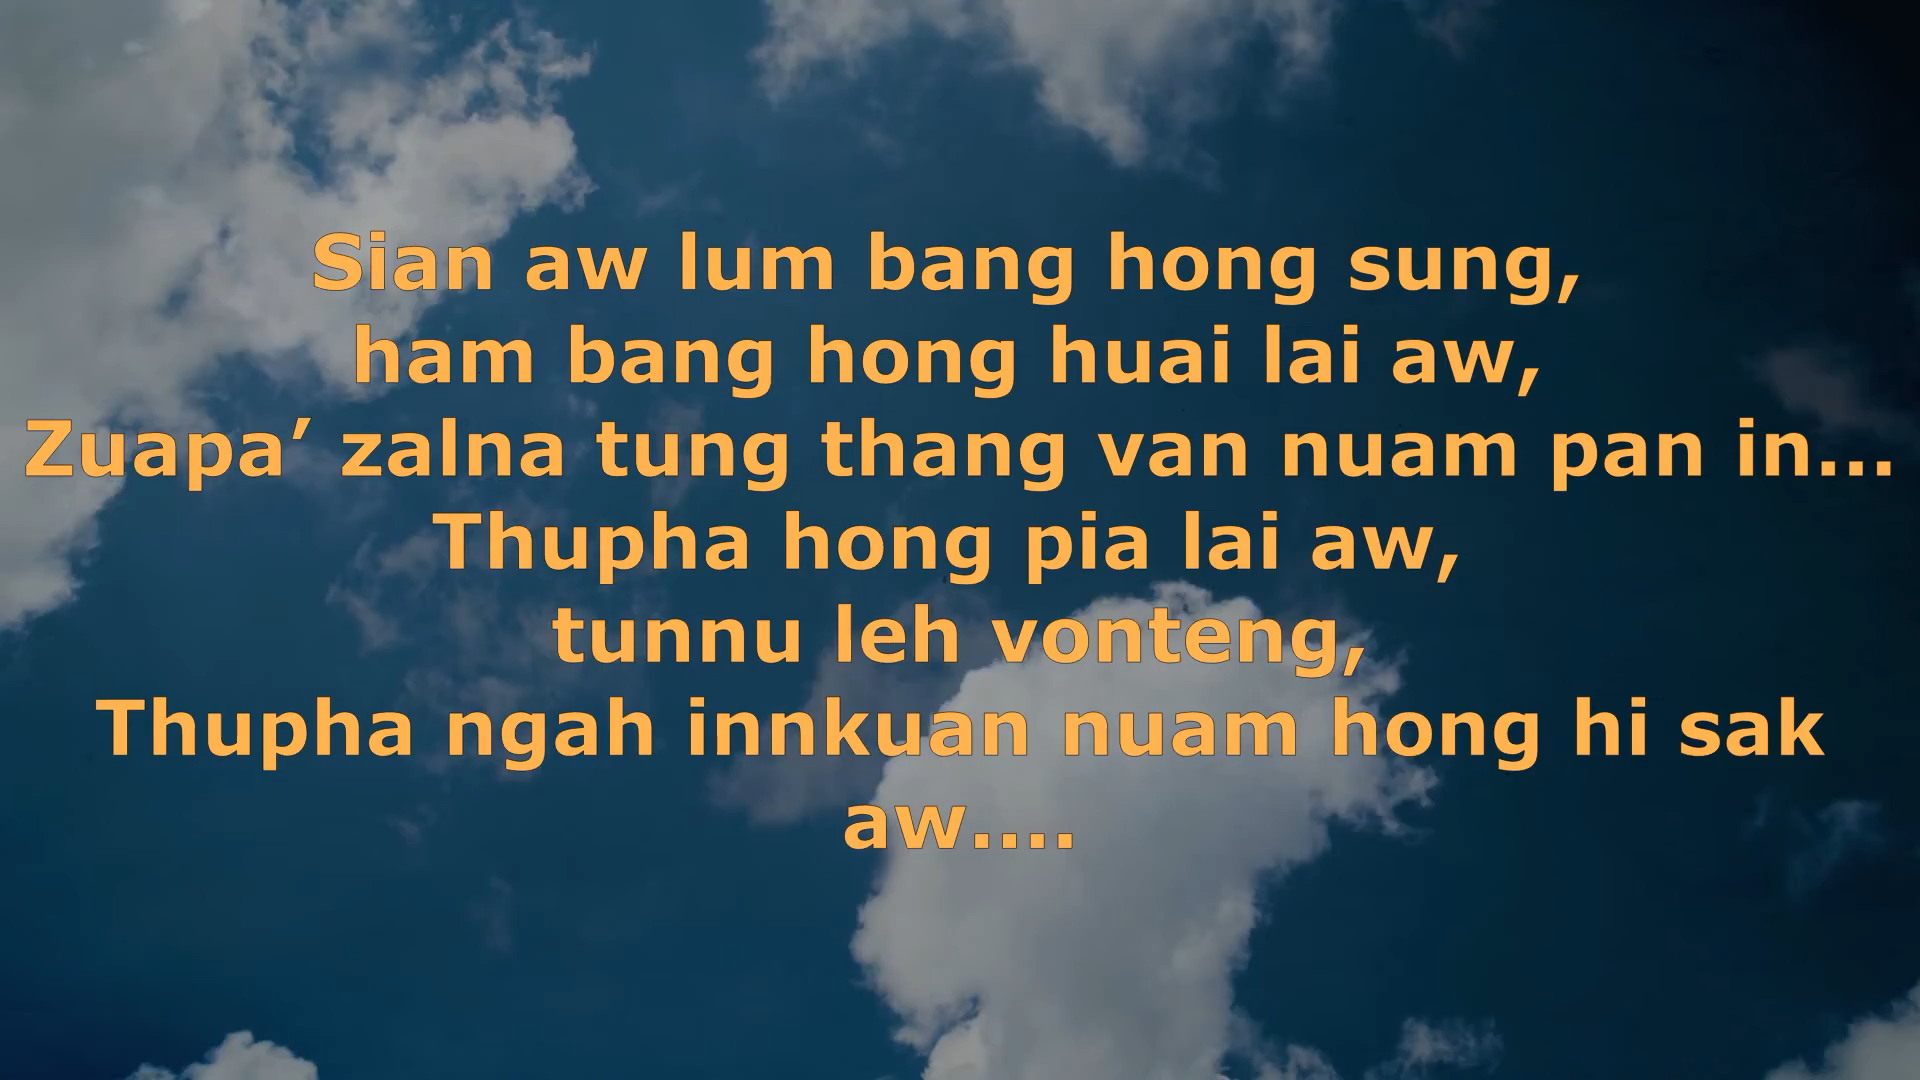 Sian aw lum bang hong sung,
ham bang hong huai lai aw,
Zuapa’ zalna tung thang van nuam pan in...
Thupha hong pia lai aw,
tunnu leh vonteng,
Thupha ngah innkuan nuam hong hi sak
aw....